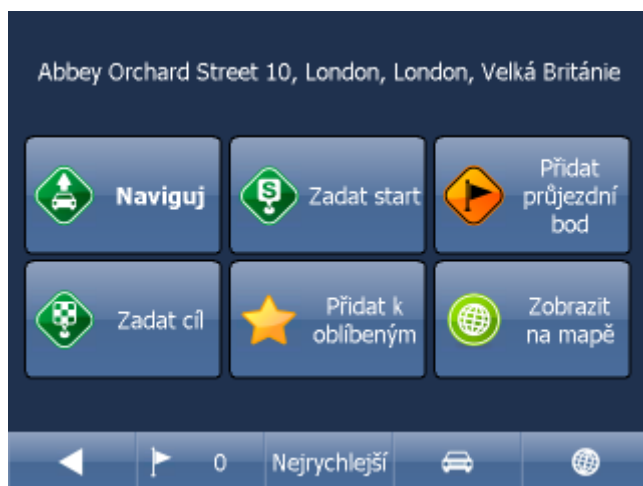 Abbey Orchard Street 10, London, London, Velká Británie
Naviguj
Zadat start
Přidat
průjezdní
bod
Zadat cíl
Přidat k
oblíbeným
Zobrazit
na mapě
0
Nejrychlejší